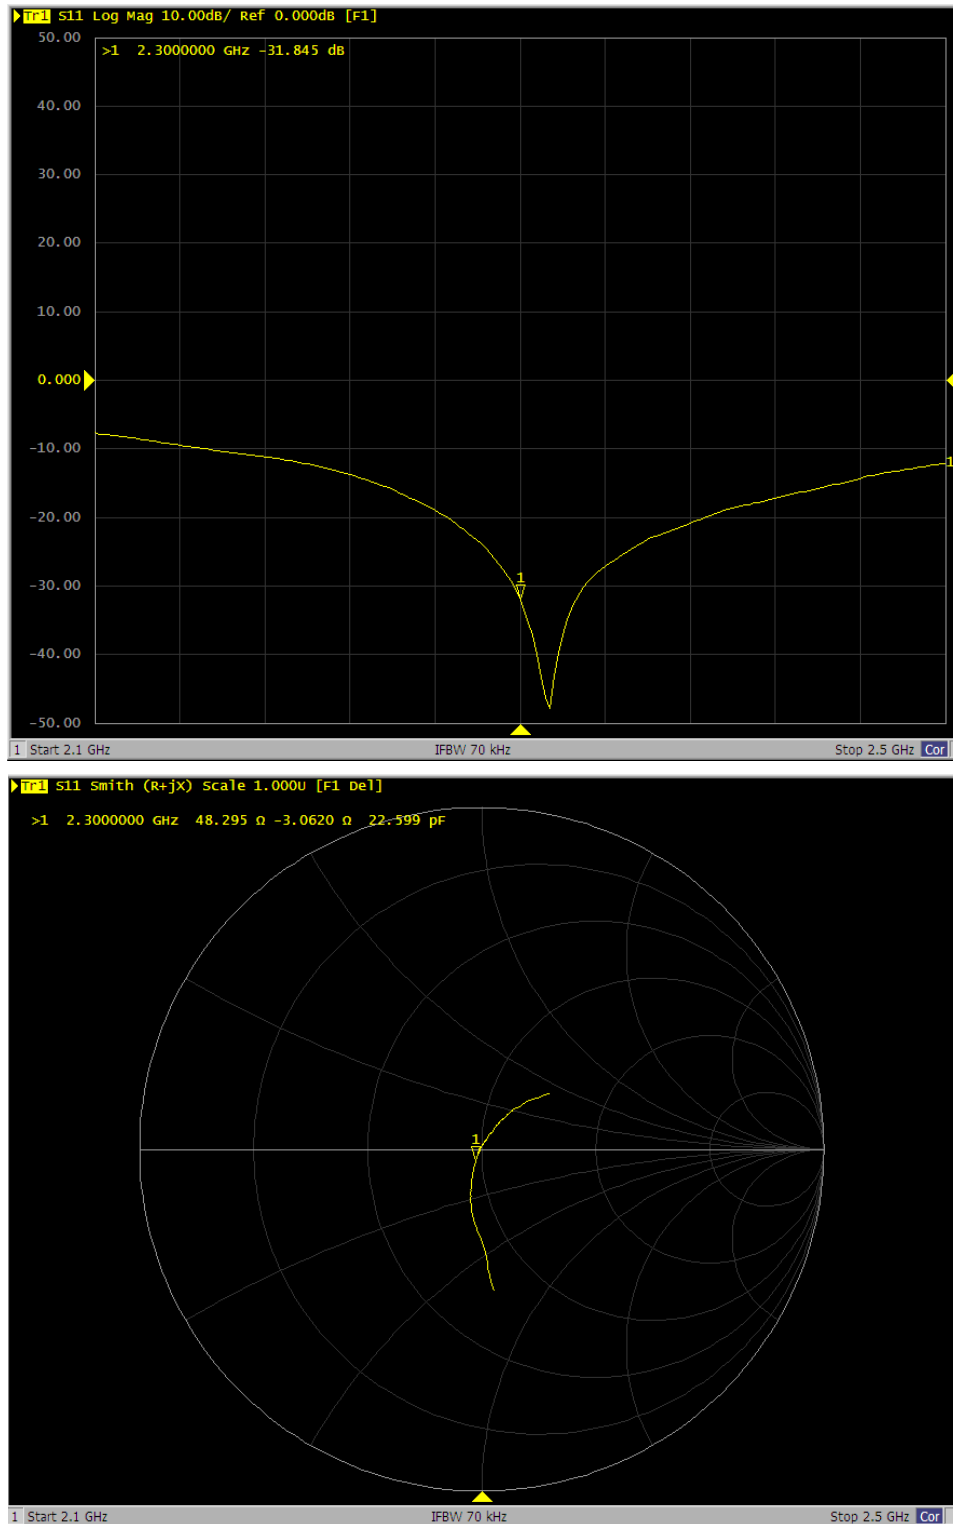 Tr1 S11 Log Mag 10.00dB/ Ref 0.000dB [F1]
50.00
>1 2.3000000 GHz -31.845 dB
40.00
30.00
20.00
10.00
0.000
-10.00
1
-20.00
-30.00
1
-40.00
-50.00
1 Start 2.1 GHz IFBW 70 kHz Stop 2.5 GHz Cor
Tr1 S11 Smith (R+jX) Scale 1.000U [F1 Del]
>1 2.3000000 GHz 48.295 Ω -3.0620 Ω 22.599 pF
1
1 Start 2.1 GHz IFBW 70 kHz Stop 2.5 GHz Cor